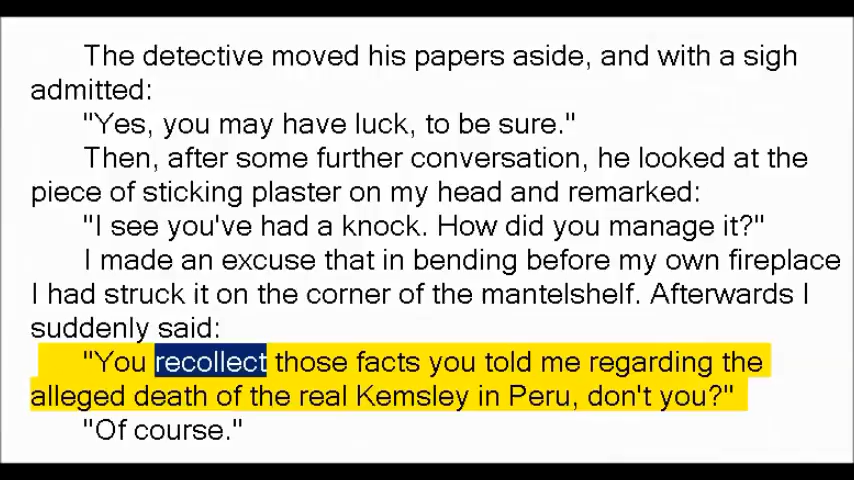 The detective moved his papers aside, and with a sigh
admitted:
"Yes, you may have luck, to be sure."
Then, after some further conversation, he looked at the
piece of sticking plaster on my head and remarked:
"I see you've had a knock. How did you manage it?"
I made an excuse that in bending before my own fireplace
I had struck it on the corner of the mantelshelf. Afterwards I
suddenly said:
"You recollect those facts you told me regarding the
alleged death of the real Kemsley in Peru, don't you?"
"Of course."